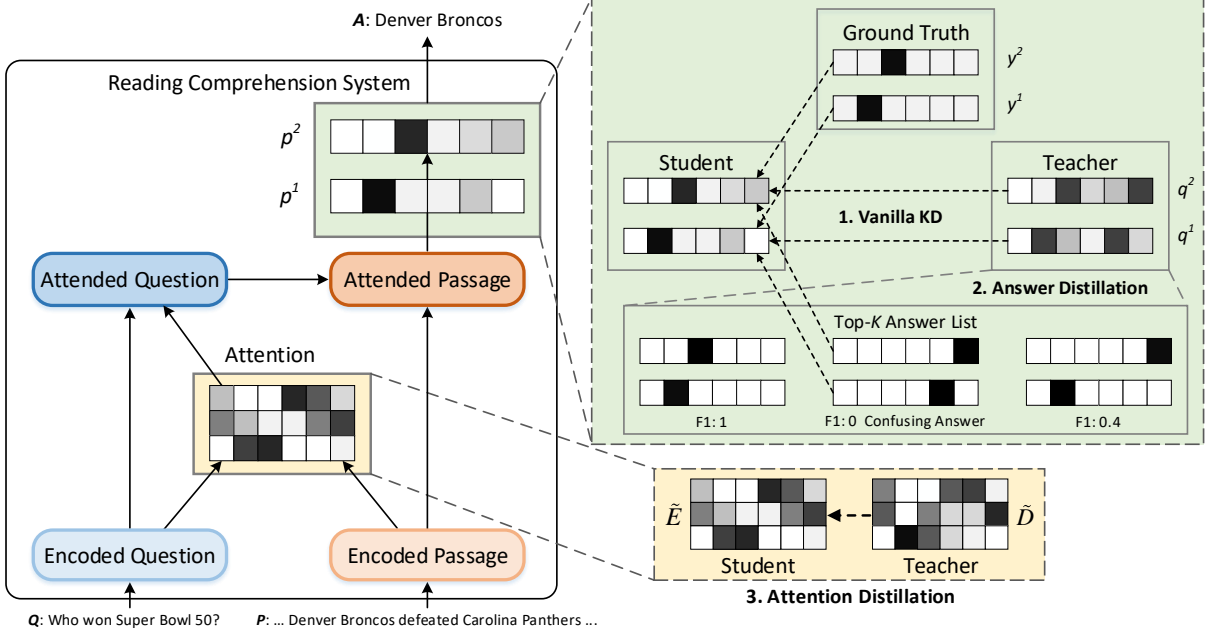 A: Denver Broncos
Reading Comprehension System
p²
p¹
Attended Question
Attended Passage
Attention
Encoded Question
Encoded Passage
Q: Who won Super Bowl 50?
P: ... Denver Broncos defeated Carolina Panthers ...
Ground Truth
y²
y¹
Student
Teacher
q²
q¹
1. Vanilla KD
2. Answer Distillation
Top-K Answer List
F1: 1
F1: 0 Confusing Answer
F1: 0.4
Ẽ
D̃
Student
Teacher
3. Attention Distillation